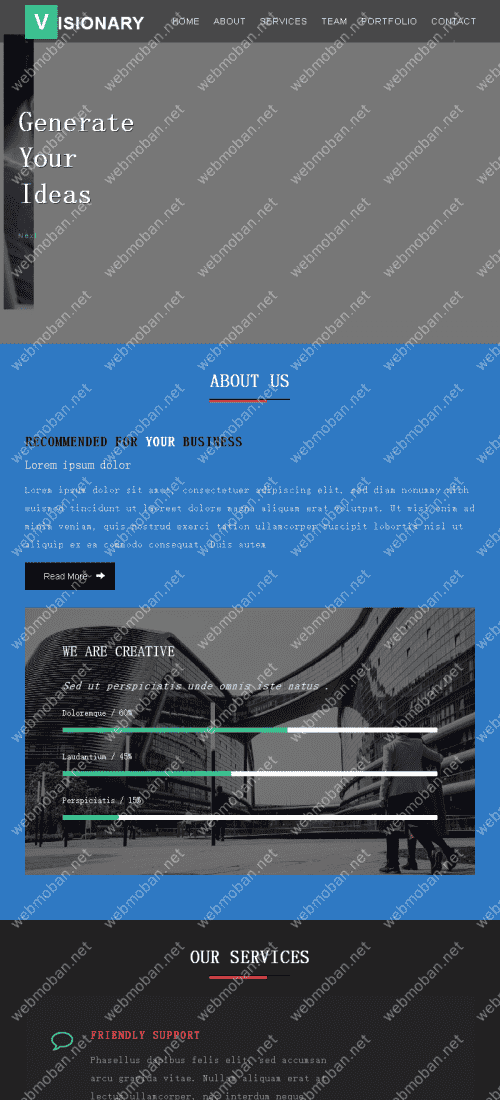 VISIONARY
HOME ABOUT SERVICES TEAM PORTFOLIO CONTACT
Generate
Your
Ideas
Next
ABOUT US
RECOMMENDED FOR YOUR BUSINESS
Lorem ipsum dolor
Lorem ipsum dolor sit amet, consectetuer adipiscing elit, sed diam nonummy nibh
euismod tincidunt ut laoreet dolore magna aliquam erat volutpat. Ut wisi enim ad
minim veniam, quis nostrud exerci tation ullamcorper suscipit lobortis nisl ut
aliquip ex ea commodo consequat. Duis autem
Read More
WE ARE CREATIVE
Sed ut perspiciatis unde omnis iste natus .
Doloremque / 60%
Laudantium / 45%
Perspiciatis / 15%
OUR SERVICES
FRIENDLY SUPPORT
Phasellus dapibus felis elit, sed accumsan
arcu gravida vitae. Nullam aliquam erat at
lectus ullamcorper, nec interdum neque
webmoban.net